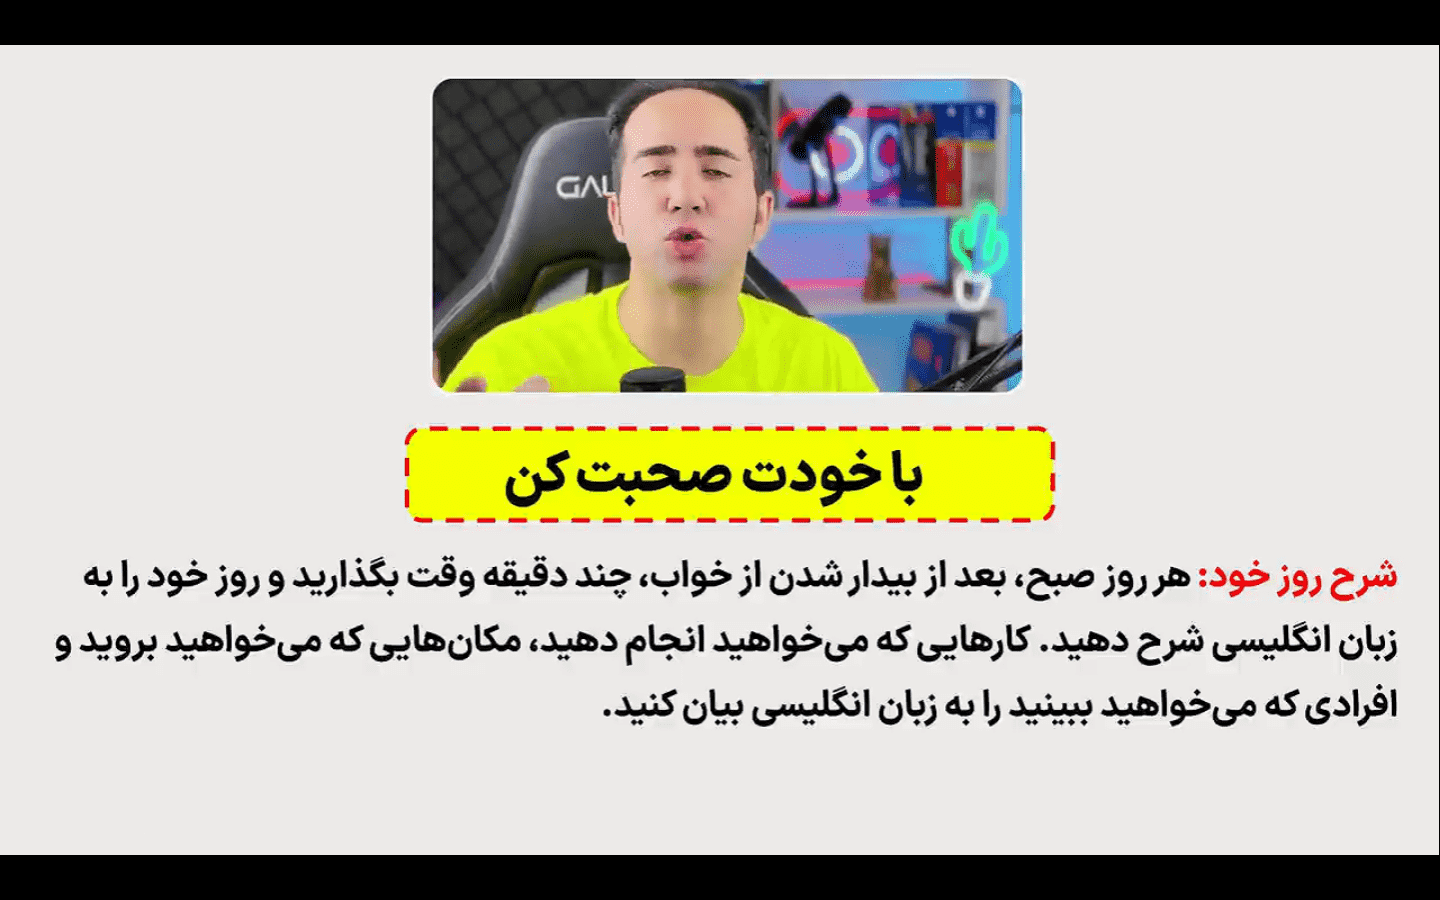 GAL
با خودت صحبت کن
شرح روز خود: هر روز صبح، بعد از بیدار شدن از خواب، چند دقیقه وقت بگذارید و روز خود را به
زبان انگلیسی شرح دهید. کارهایی که می‌خواهید انجام دهید، مکان‌هایی که می‌خواهید بروید و
افرادی که می‌خواهید ببینید را به زبان انگلیسی بیان کنید.